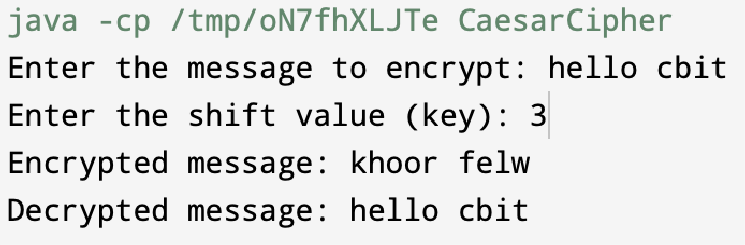 java -cp /tmp/oN7fhXLJTe CaesarCipher
Enter the message to encrypt: hello cbit
Enter the shift value (key): 3
Encrypted message: khoor felw
Decrypted message: hello cbit